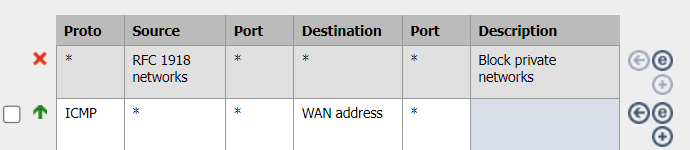 Proto Source Port Destination Port Description
* RFC 1918 networks * * * Block private networks
ICMP * * WAN address *